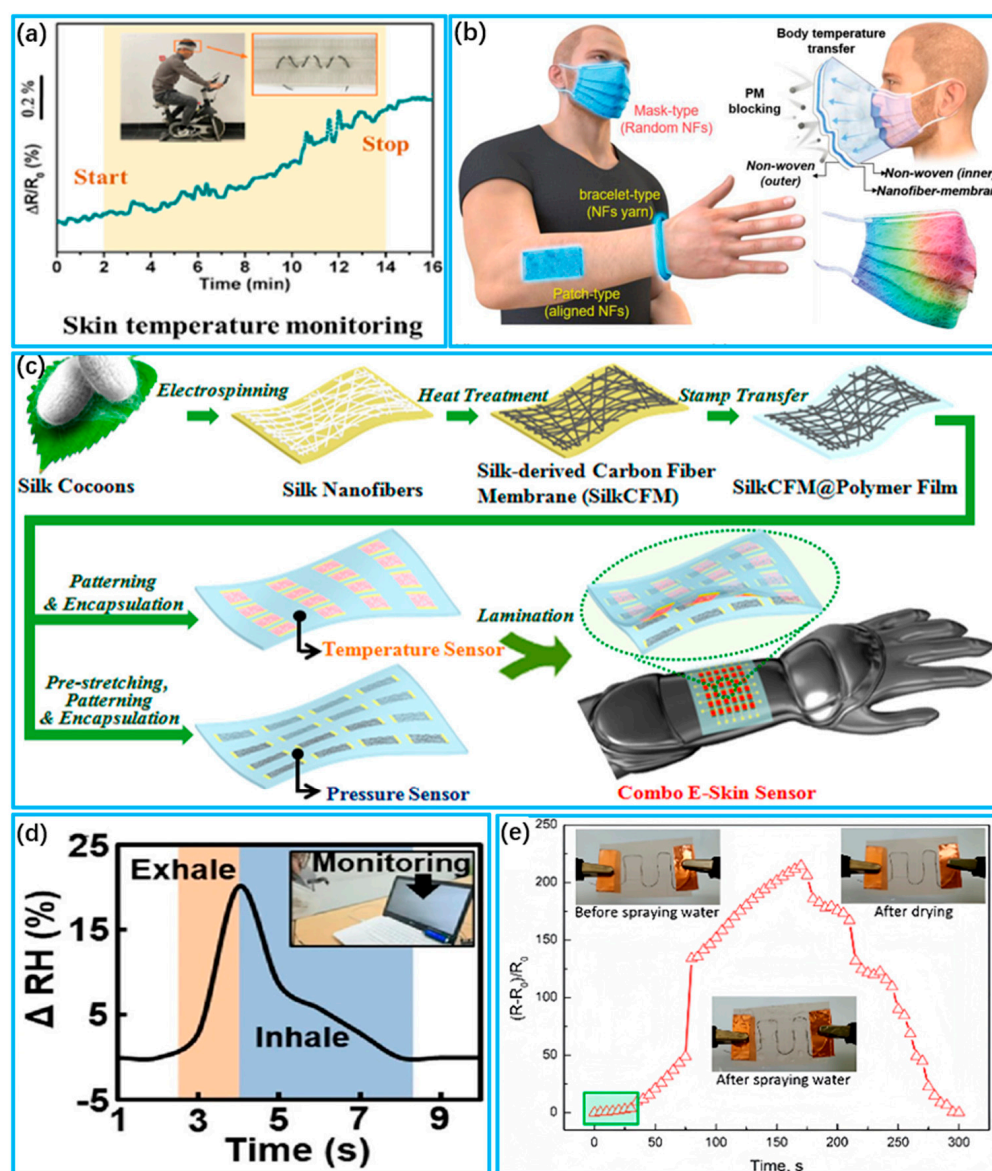 (a)
0.2 %
ΔR/R0 (%)
Start
Stop
0 2 4 6 8 10 12 14 16
Time (min)
Skin temperature monitoring
(b)
Body temperature
transfer
PM
blocking
Mask-type
(Random NFs)
Non-woven
(outer)
Non-woven (inner)
Nanofiber-membran
bracelet-type
(NFs yarn)
Patch-type
(aligned NFs)
(c)
Electrospinning
Heat Treatment
Stamp Transfer
Silk Cocoons
Silk Nanofibers
Silk-derived Carbon Fiber
Membrane (SilkCFM)
SilkCFM@Polymer Film
Patterning
& Encapsulation
Temperature Sensor
Lamination
Pre-stretching,
Patterning
& Encapsulation
Pressure Sensor
Combo E-Skin Sensor
(d)
25
15
5
-5
Δ RH (%)
Exhale
Monitoring
Inhale
1 3 5 7 9
Time (s)
(e)
250
200
150
100
50
0
(R-R0)/R0
Before spraying water
After drying
After spraying water
0 50 100 150 200 250 300
Time, s